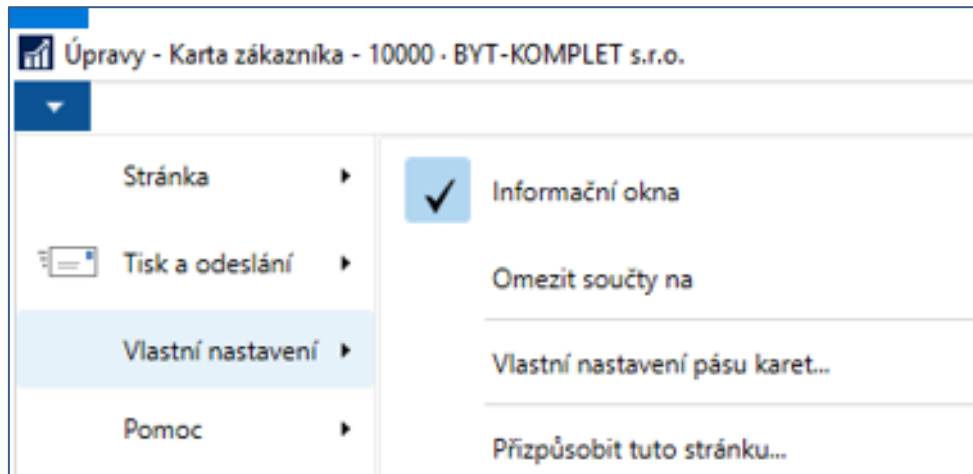 Úpravy - Karta zákazníka - 10000 · BYT-KOMPLET s.r.o.
Stránka
Tisk a odeslání
Vlastní nastavení
Pomoc
Informační okna
Omezit součty na
Vlastní nastavení pásu karet...
Přizpůsobit tuto stránku...